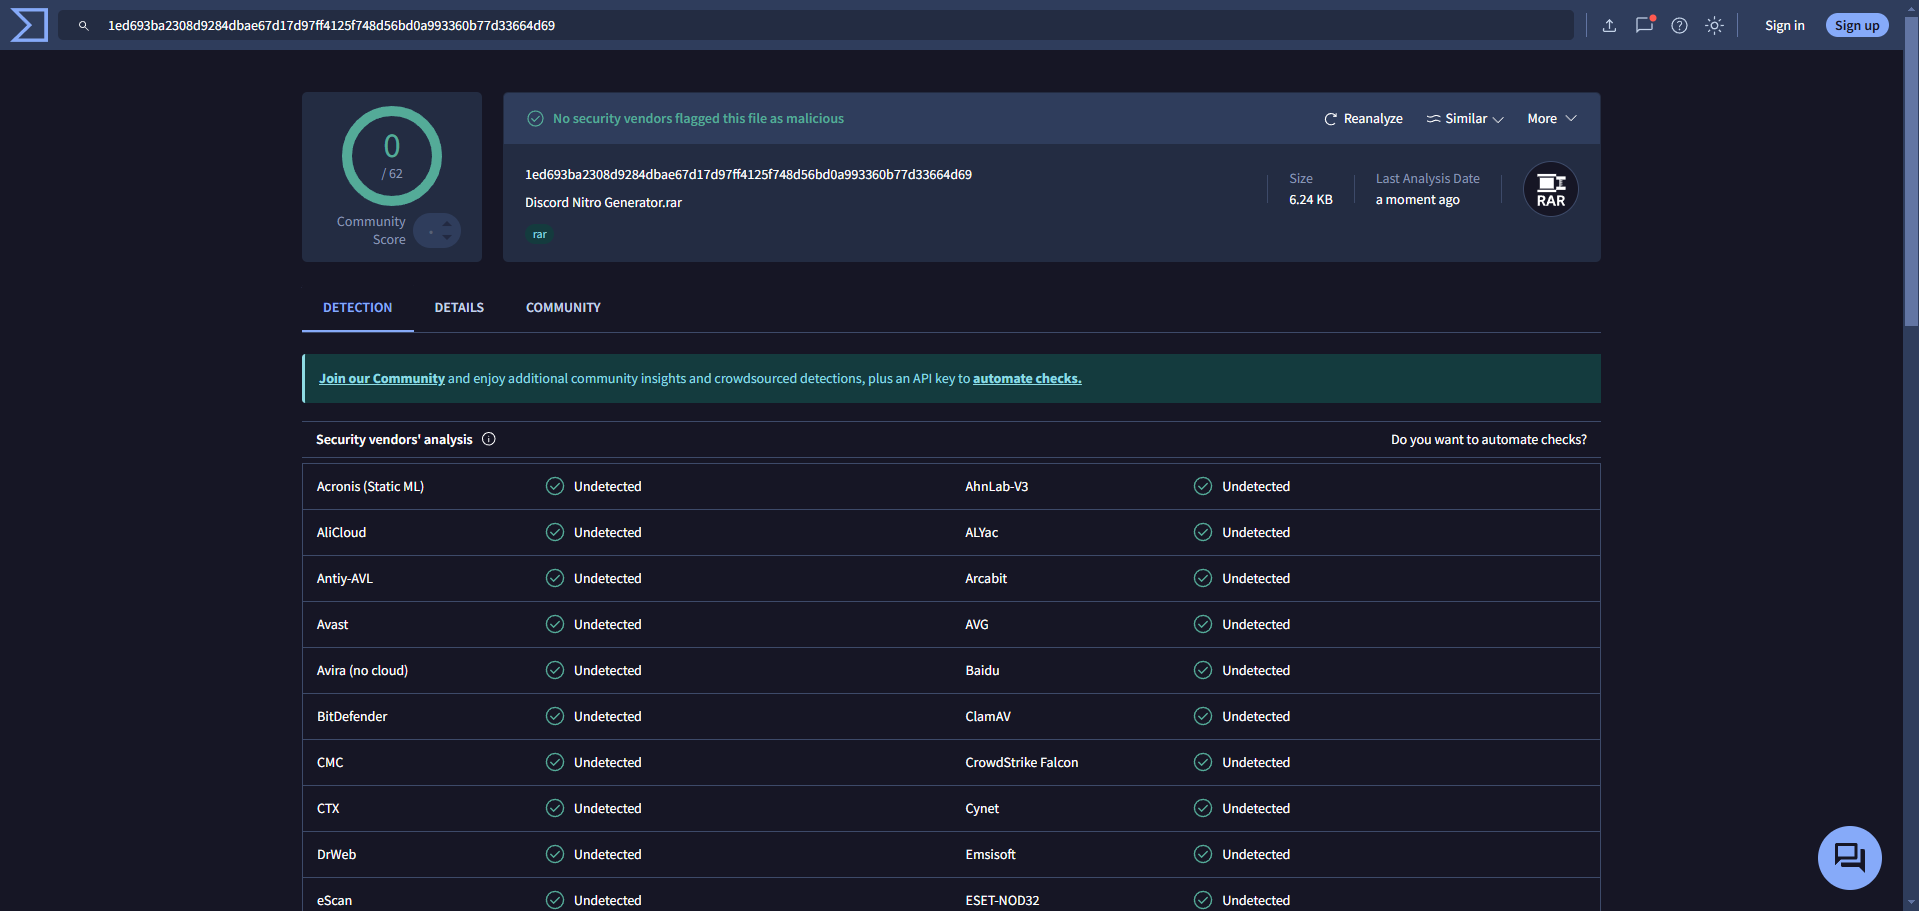 1ed693ba2308d9284dbae67d17d97ff4125f748d56bd0a993360b77d33664d69
Sign in
Sign up
0
/ 62
Community
Score
No security vendors flagged this file as malicious
Reanalyze
Similar
More
1ed693ba2308d9284dbae67d17d97ff4125f748d56bd0a993360b77d33664d69
Discord Nitro Generator.rar
rar
Size
6.24 KB
Last Analysis Date
a moment ago
RAR
DETECTION
DETAILS
COMMUNITY
Join our Community and enjoy additional community insights and crowdsourced detections, plus an API key to automate checks.
Security vendors' analysis
Do you want to automate checks?
Acronis (Static ML) Undetected AhnLab-V3 Undetected
AliCloud Undetected ALYac Undetected
Antiy-AVL Undetected Arcabit Undetected
Avast Undetected AVG Undetected
Avira (no cloud) Undetected Baidu Undetected
BitDefender Undetected ClamAV Undetected
CMC Undetected CrowdStrike Falcon Undetected
CTX Undetected Cynet Undetected
DrWeb Undetected Emsisoft Undetected
eScan Undetected ESET-NOD32 Undetected